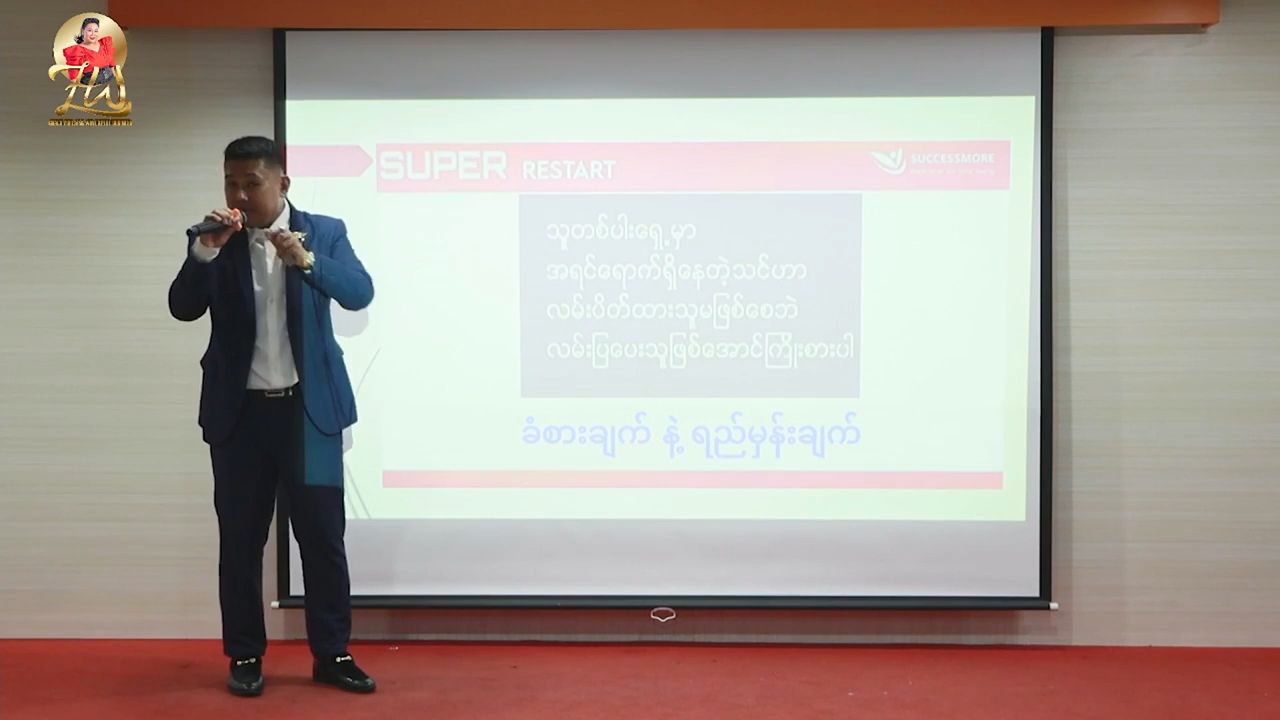 SUPER RESTART
SUCCESSMORE
သူတစ်ပါးရှေ့မှာ
အရင်ရောက်ရှိနေတဲ့သင်ဟာ
လမ်းပိတ်ထားသူမဖြစ်စေဘဲ
လမ်းပြပေးသူဖြစ်အောင်ကြိုးစားပါ
ခံစားချက် နဲ့ ရည်မှန်းချက်